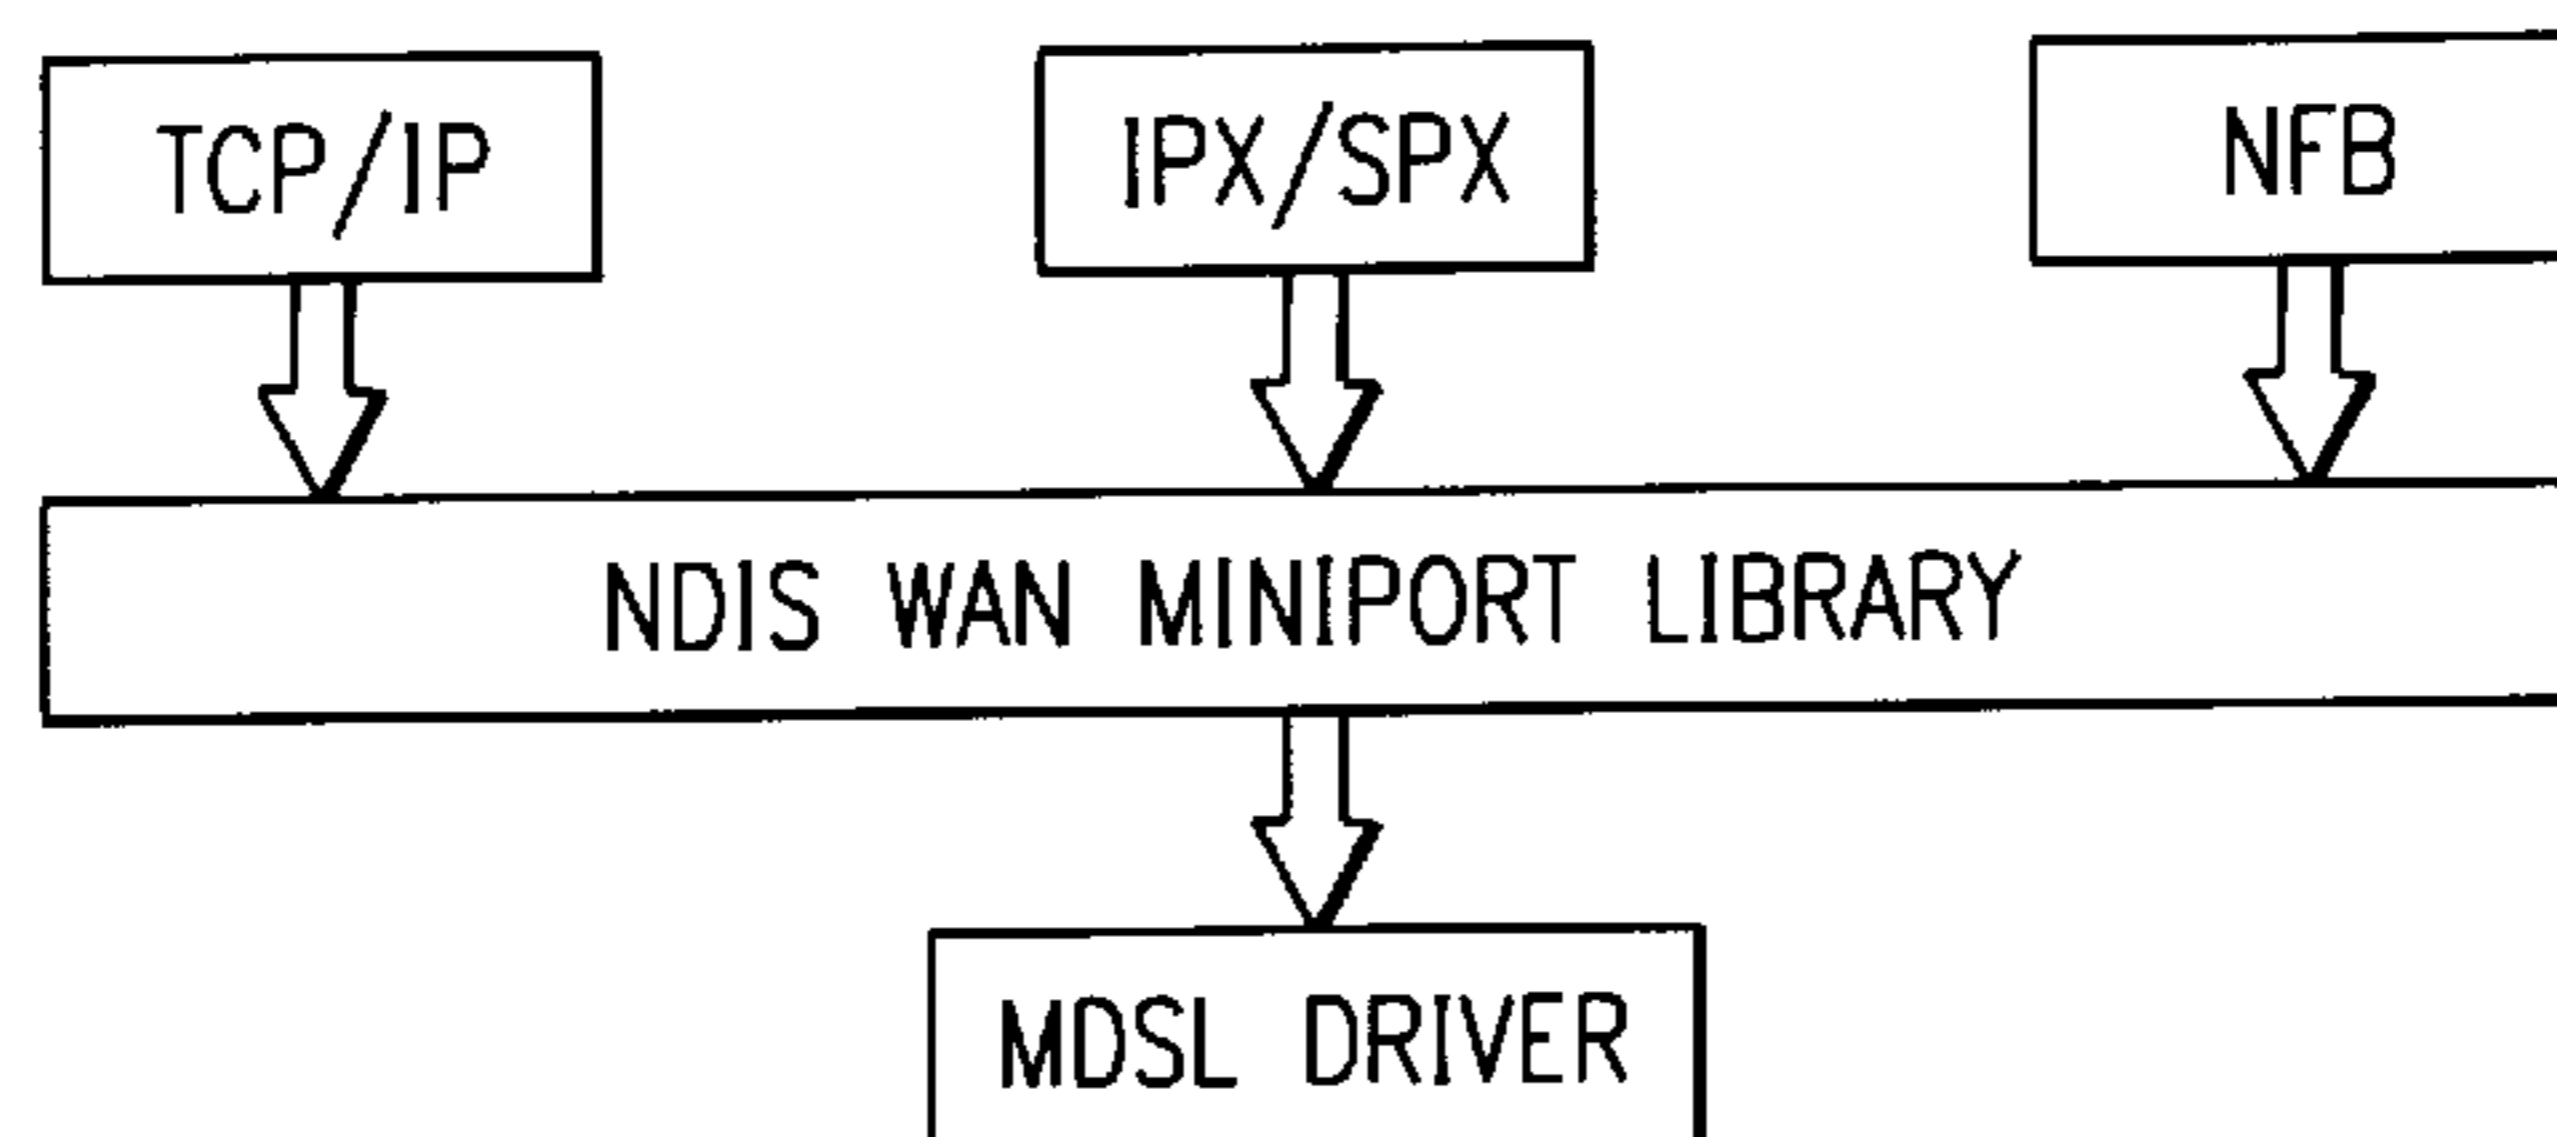 TCP/IP
IPX/SPX
NFB
NDIS WAN MINIPORT LIBRARY
MDSL DRIVER